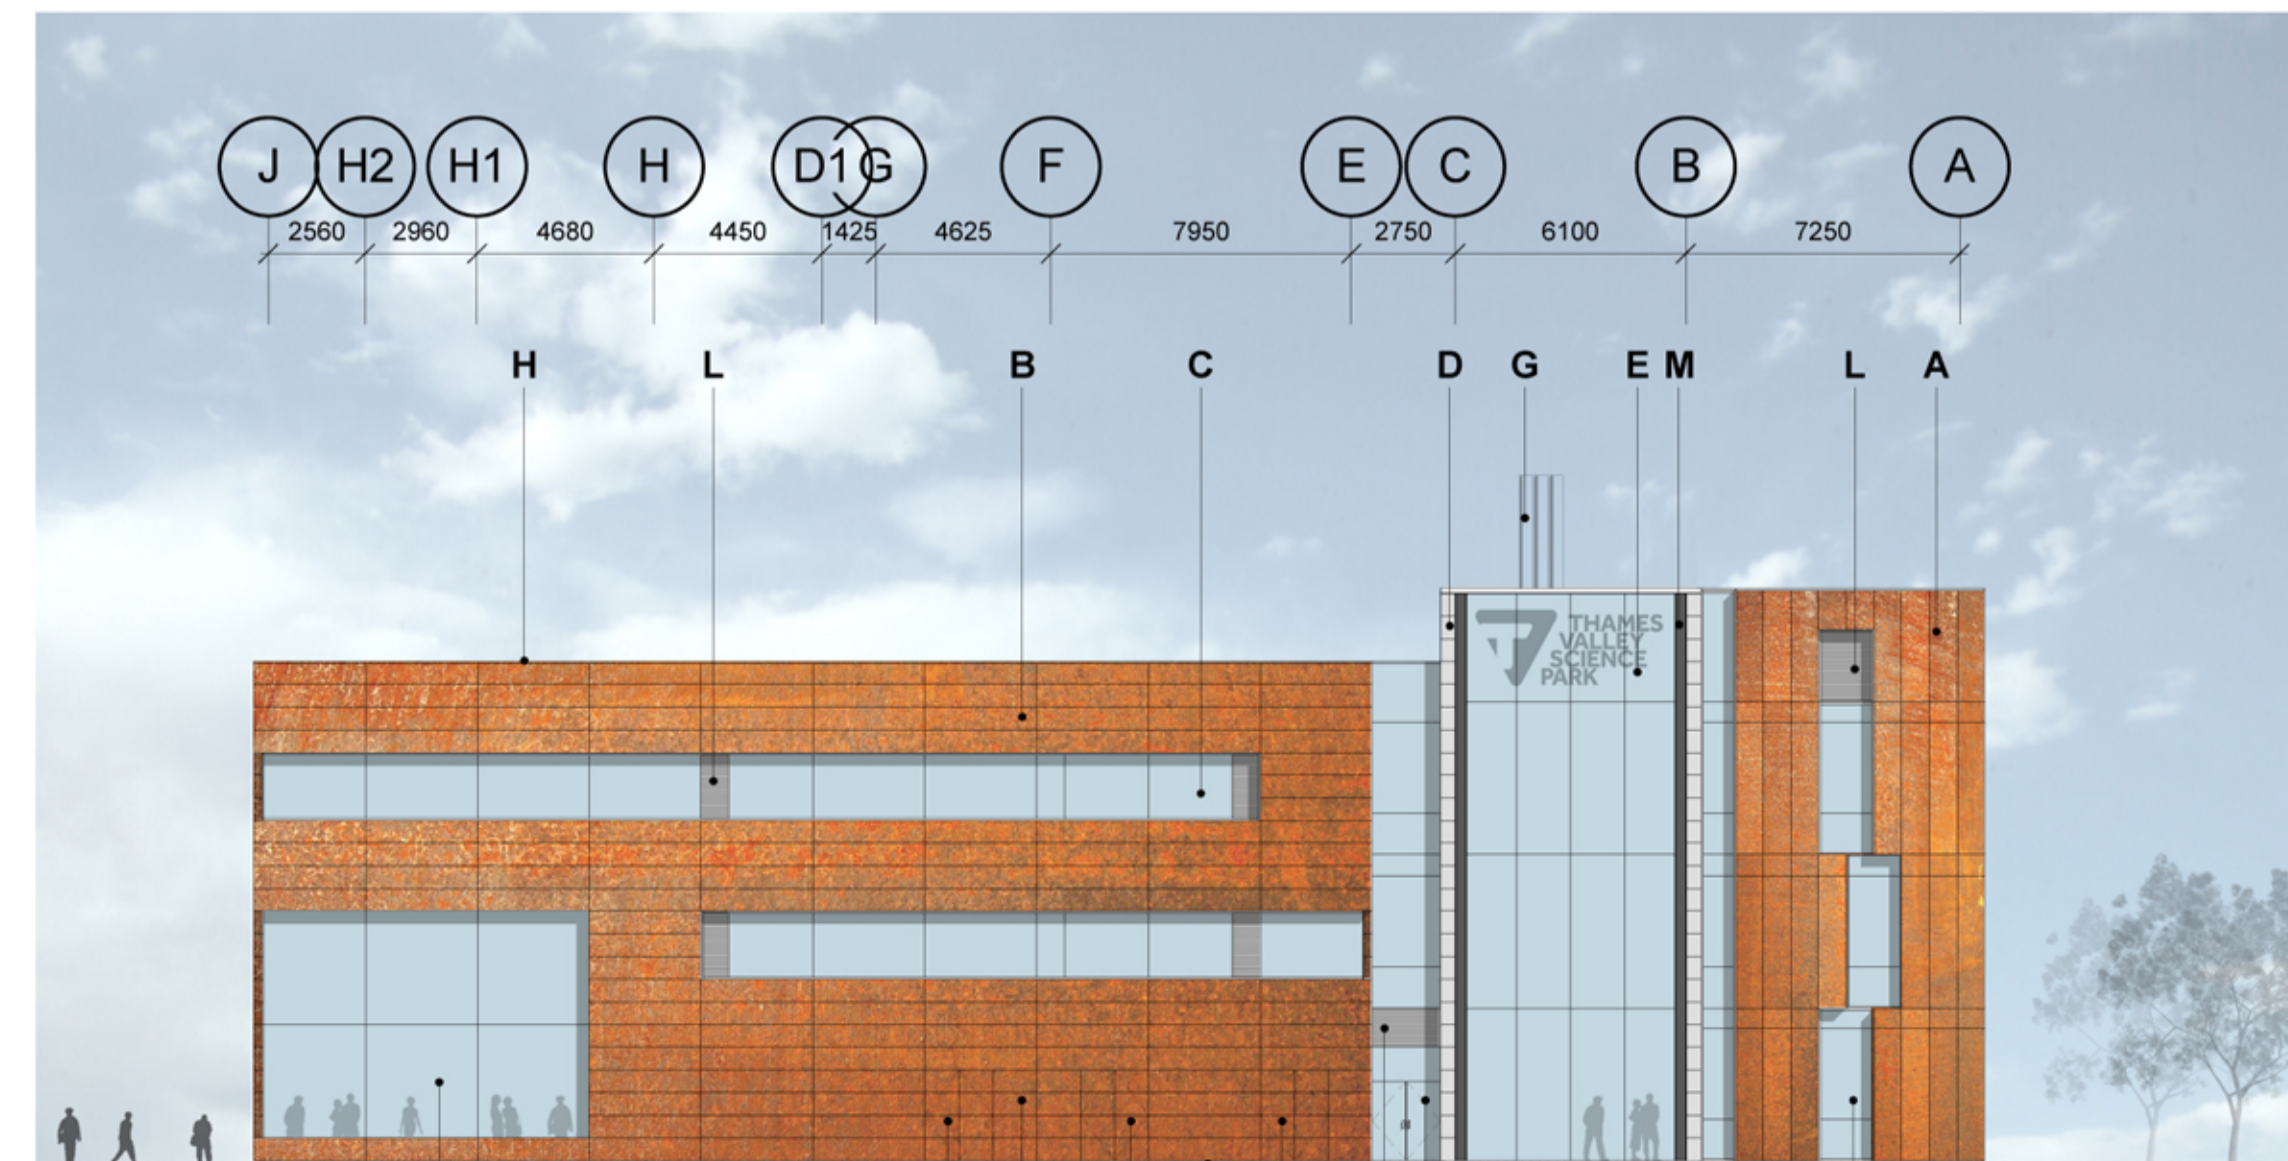 J H2 H1 H D1 G F E C B A
2560 2960 4680 4450 1425 4625 7950 2750 6100 7250
H L B C D G E M L A
THAMES
VALLEY
SCIENCE
PARK